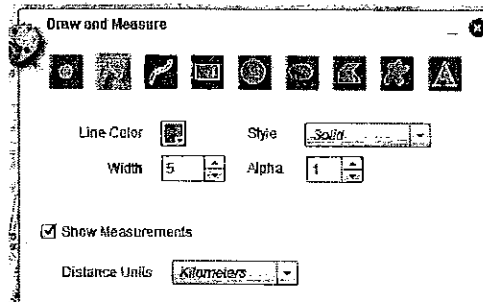 Draw and Measure
A
Line Color Style Solid
Width 5 Alpha 1
Show Measurements
Distance Units Kilometers